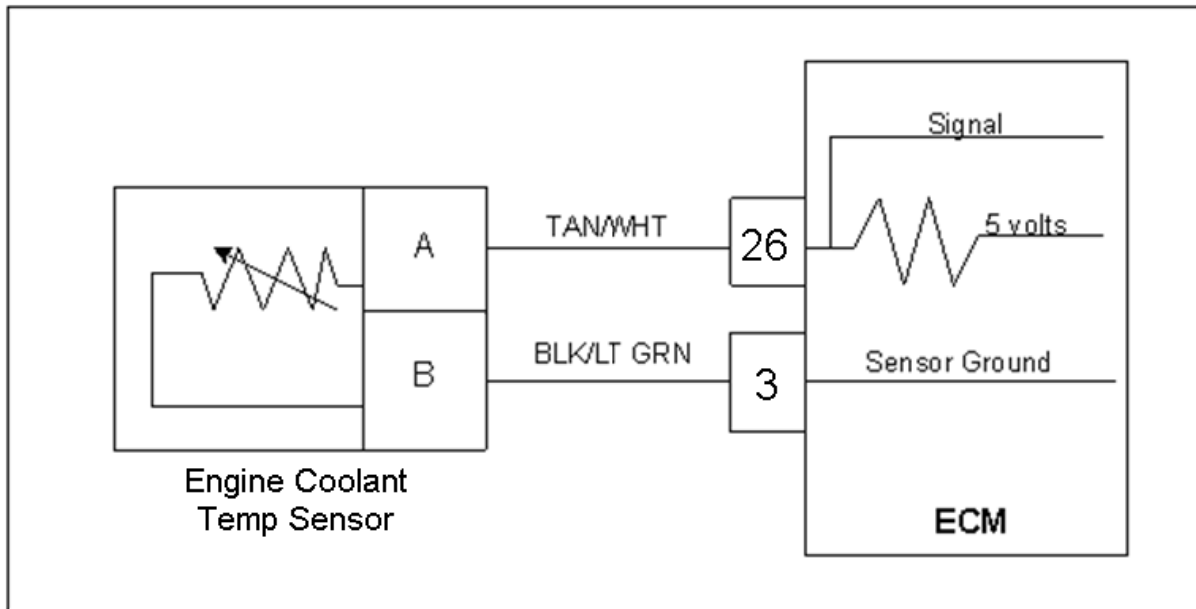 Signal
TAN/WHT
A
26
5 volts
BLK/LT GRN
B
3
Sensor Ground
Engine Coolant
Temp Sensor
ECM